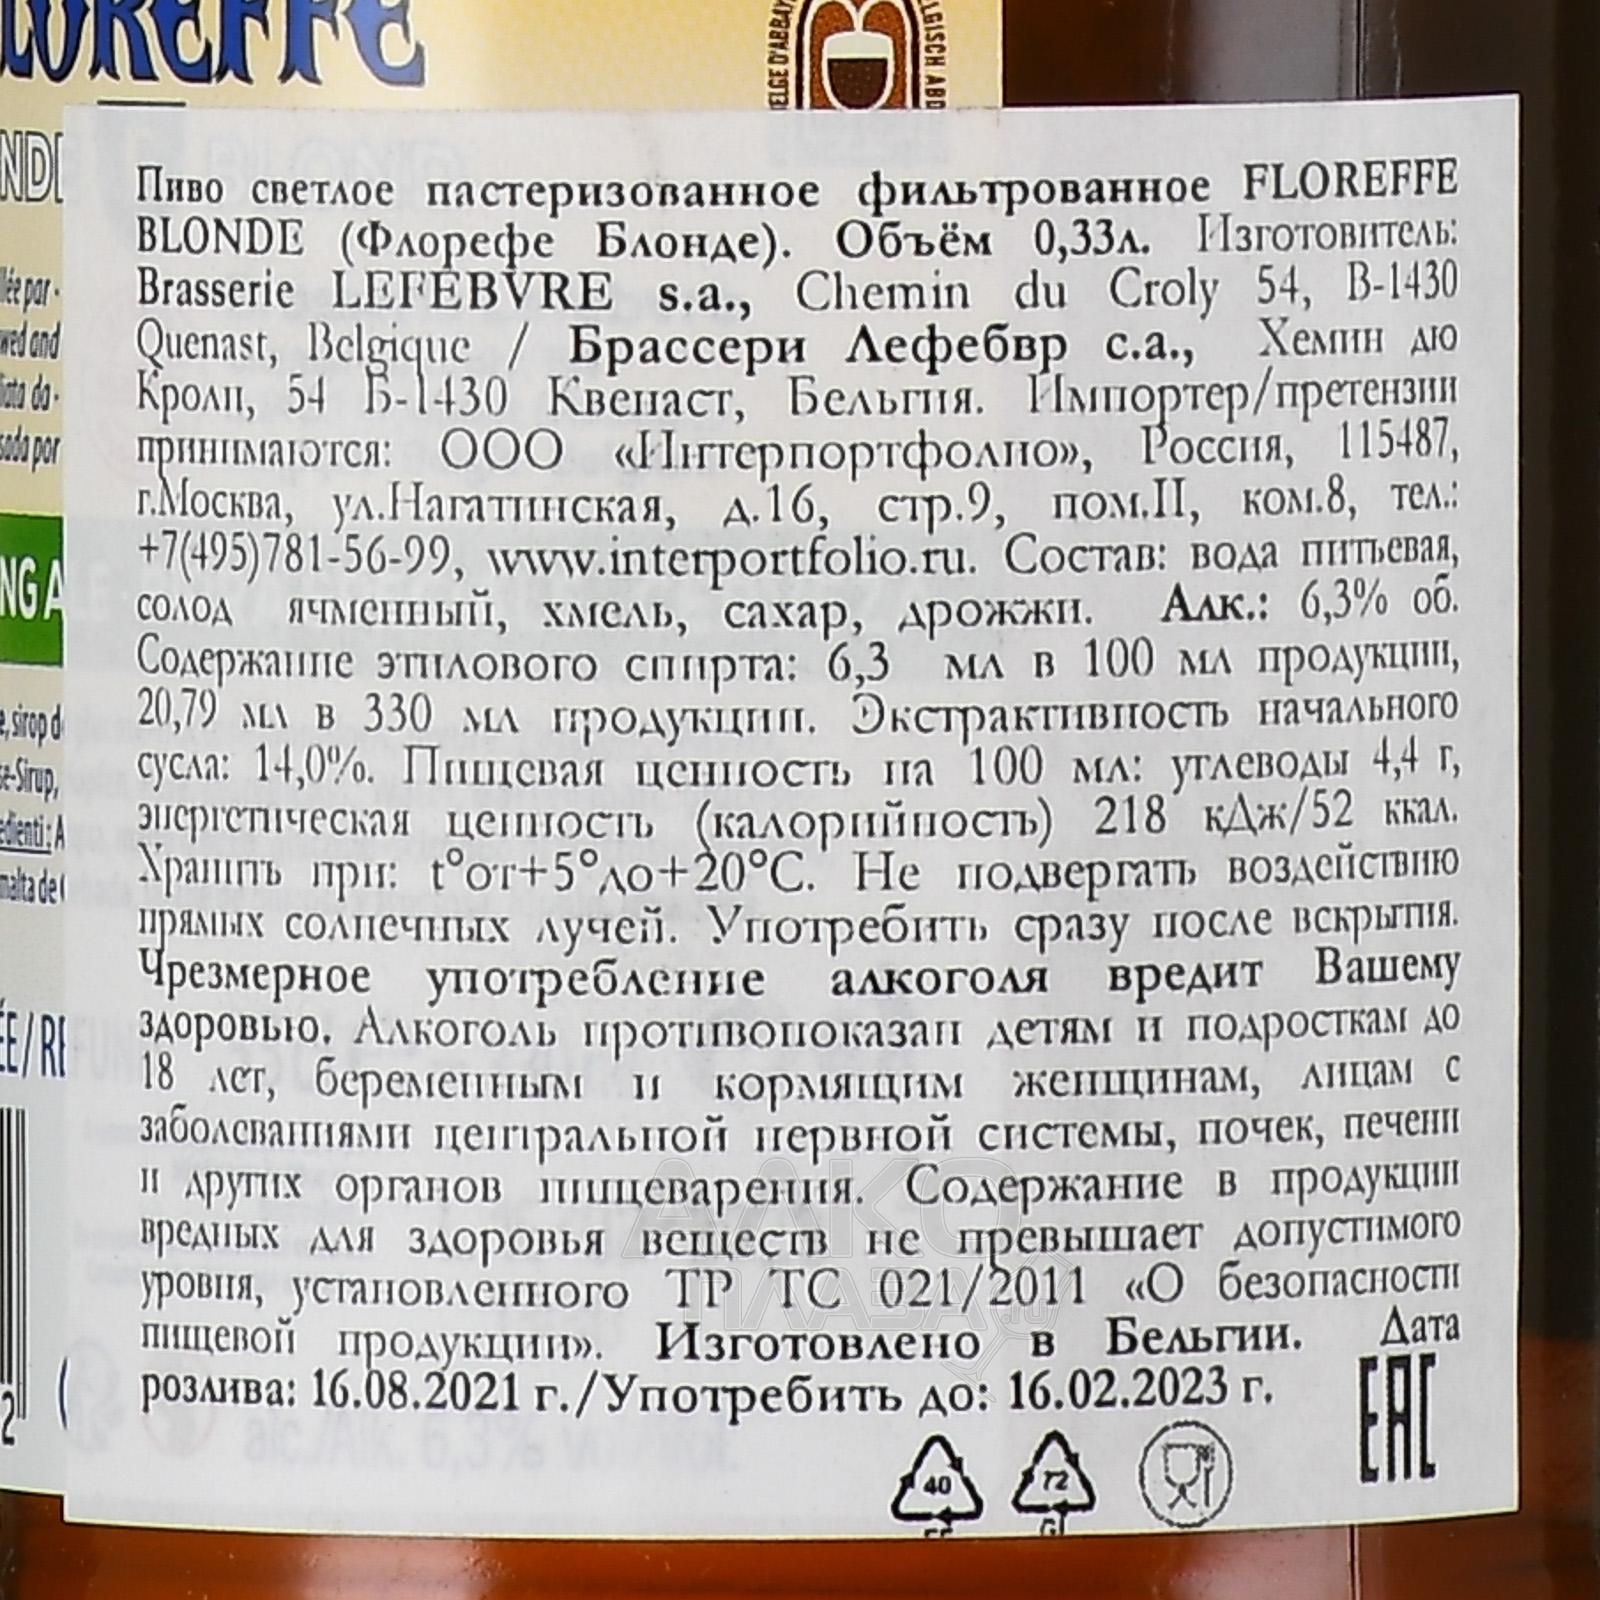 FLOREFFE
Пиво светлое пастеризованное фильтрованное FLOREFFE
BLONDE (Флорефе Блонде). Объём 0,33л. Изготовитель:
Brasserie LEFEBVRE s.a., Chemin du Croly 54, B-1430
Quenast, Belgique / Брассери Лефебвр с.а., Хемин дю
Кроли, 54 Б-1430 Квенаст, Бельгия. Импортер/претензии
принимаются: ООО «Интерпортфолио», Россия, 115487,
г.Москва, ул.Нагатинская, д.16, стр.9, пом.II, ком.8, тел.:
+7(495)781-56-99, www.interportfolio.ru. Состав: вода питьевая,
солод ячменный, хмель, сахар, дрожжи. Алк.: 6,3% об.
Содержание этилового спирта: 6,3 мл в 100 мл продукции,
20,79 мл в 330 мл продукции. Экстрактивность начального
сусла: 14,0%. Пищевая ценность на 100 мл: углеводы 4,4 г,
энергетическая ценность (калорийность) 218 кДж/52 ккал.
Хранить при: t°от+5°до+20°С. Не подвергать воздействию
прямых солнечных лучей. Употребить сразу после вскрытия.
Чрезмерное употребление алкоголя вредит Вашему
здоровью. Алкоголь противопоказан детям и подросткам до
18 лет, беременным и кормящим женщинам, лицам с
заболеваниями центральной нервной системы, почек, печени
и других органов пищеварения. Содержание в продукции
вредных для здоровья веществ не превышает допустимого
уровня, установленного ТР ТС 021/2011 «О безопасности
пищевой продукции». Изготовлено в Бельгии. Дата
розлива: 16.08.2021 г./Употребить до: 16.02.2023 г.
EAC
40 72